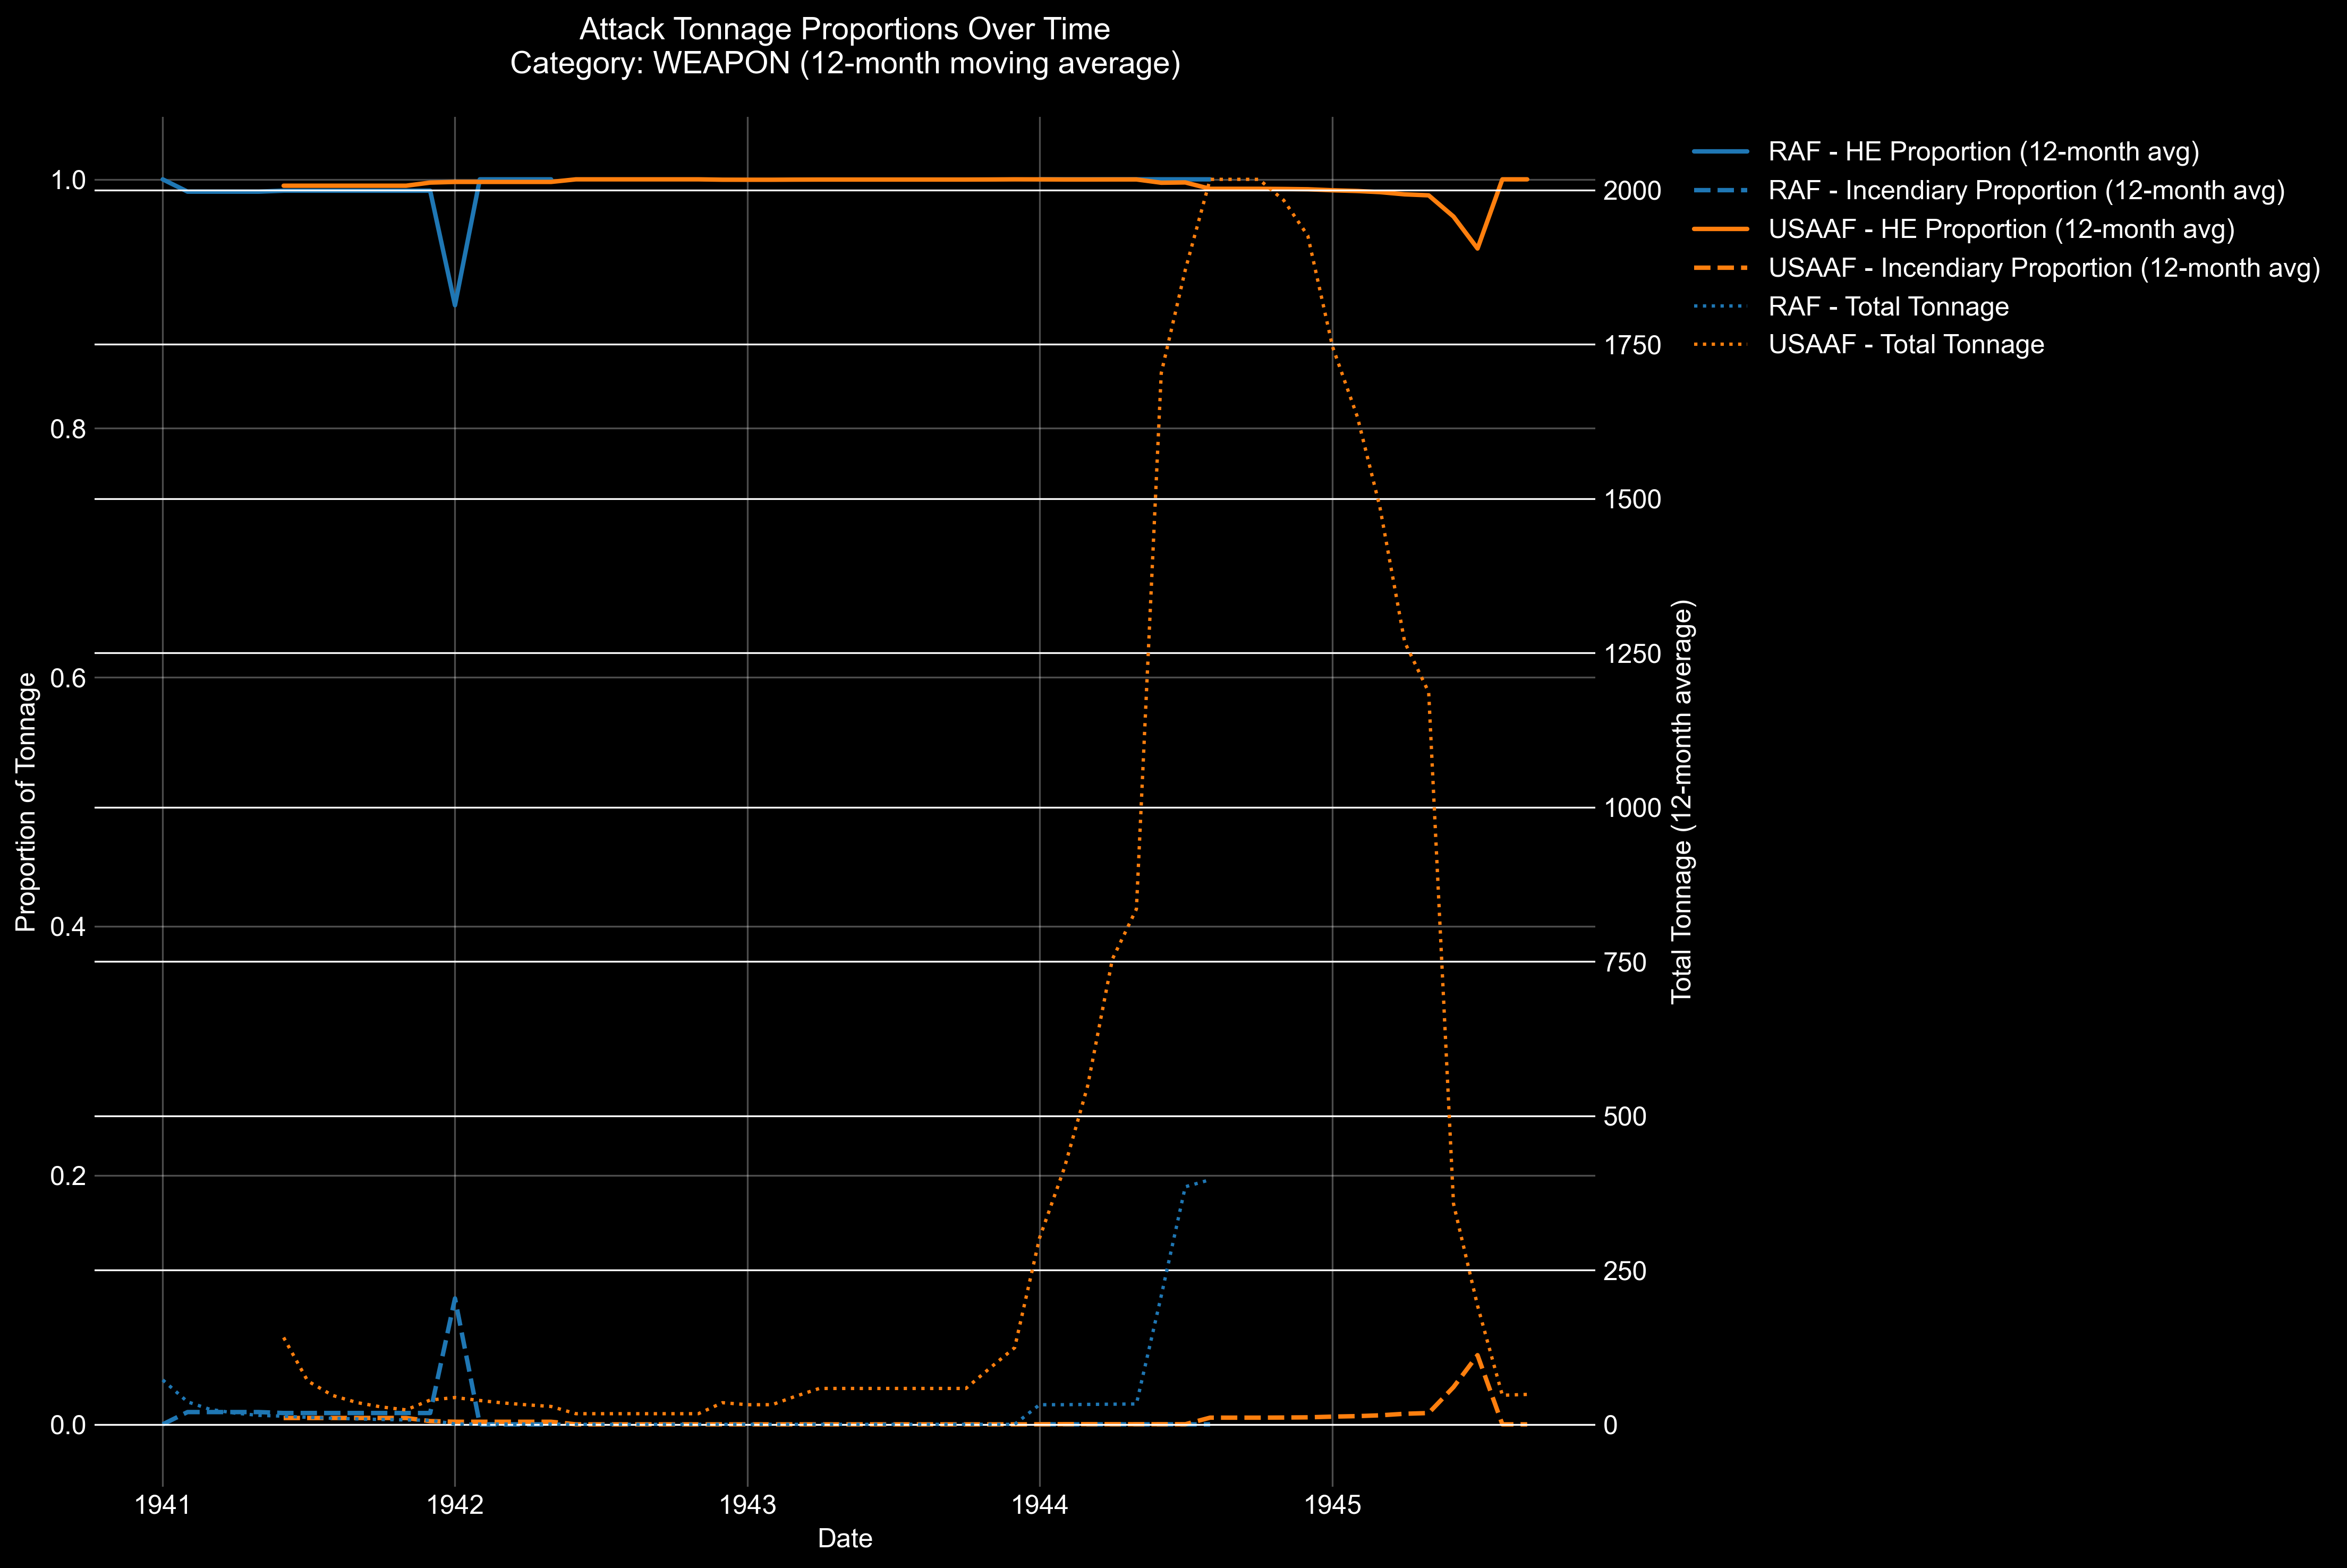 Attack Tonnage Proportions Over Time
Category: WEAPON (12-month moving average)
RAF - HE Proportion (12-month avg)
RAF - Incendiary Proportion (12-month avg)
USAAF - HE Proportion (12-month avg)
USAAF - Incendiary Proportion (12-month avg)
RAF - Total Tonnage
USAAF - Total Tonnage
Proportion of Tonnage
1.0
0.8
0.6
0.4
0.2
0.0
2000
1750
1500
1250
1000
750
500
250
0
Total Tonnage (12-month average)
1941
1942
1943
1944
1945
Date